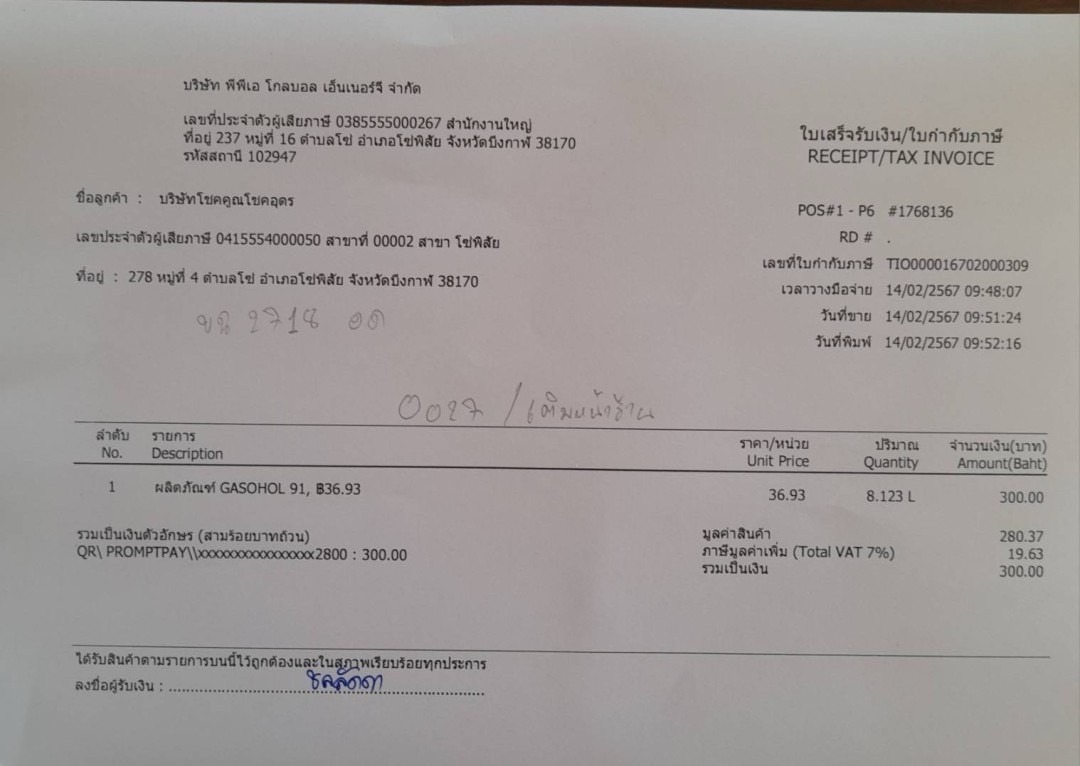 บริษัท พีพีเอ โกลบอล เอ็นเนอร์จี จำกัด
เลขที่ประจำตัวผู้เสียภาษี 0385555000267 สำนักงานใหญ่
ที่อยู่ 237 หมู่ที่ 16 ตำบลโซ่ อำเภอโซ่พิสัย จังหวัดบึงกาฬ 38170
รหัสสถานี 102947
ใบเสร็จรับเงิน/ใบกำกับภาษี
RECEIPT/TAX INVOICE
ชื่อลูกค้า : บริษัทโชคคูณโชคอุดร
เลขประจำตัวผู้เสียภาษี 0415554000050 สาขาที่ 00002 สาขา โซ่พิสัย
ที่อยู่ : 278 หมู่ที่ 4 ตำบลโซ่ อำเภอโซ่พิสัย จังหวัดบึงกาฬ 38170
POS#1 - P6 #1768136
RD # .
เลขที่ใบกำกับภาษี TIO000016702000309
เวลาวางมือจ่าย 14/02/2567 09:48:07
วันที่ขาย 14/02/2567 09:51:24
วันที่พิมพ์ 14/02/2567 09:52:16
2718 อด
0027 / เติมหน้าร้าน
ลำดับ รายการ ราคา/หน่วย ปริมาณ จำนวนเงิน(บาท)
No. Description Unit Price Quantity Amount(Baht)
1 ผลิตภัณฑ์ GASOHOL 91, ฿36.93 36.93 8.123 L 300.00
รวมเป็นเงินตัวอักษร (สามร้อยบาทถ้วน)
QR\ PROMPTPAY\\xxxxxxxxxxxxxxxx2800 : 300.00
มูลค่าสินค้า 280.37
ภาษีมูลค่าเพิ่ม (Total VAT 7%) 19.63
รวมเป็นเงิน 300.00
ได้รับสินค้าตามรายการบนนี้ไว้ถูกต้องและในสภาพเรียบร้อยทุกประการ
ลงชื่อผู้รับเงิน : ชลลัดดา